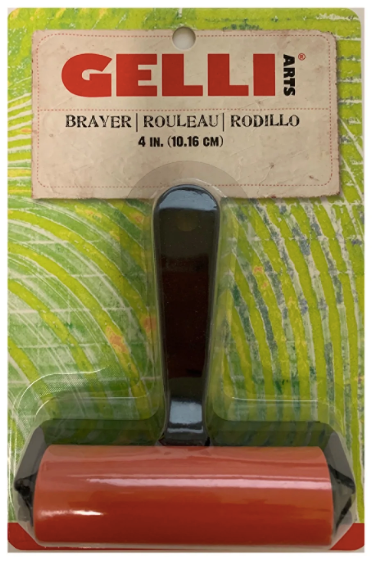 GELLI ARTS®
BRAYER | ROULEAU | RODILLO
4 IN. (10.16 CM)